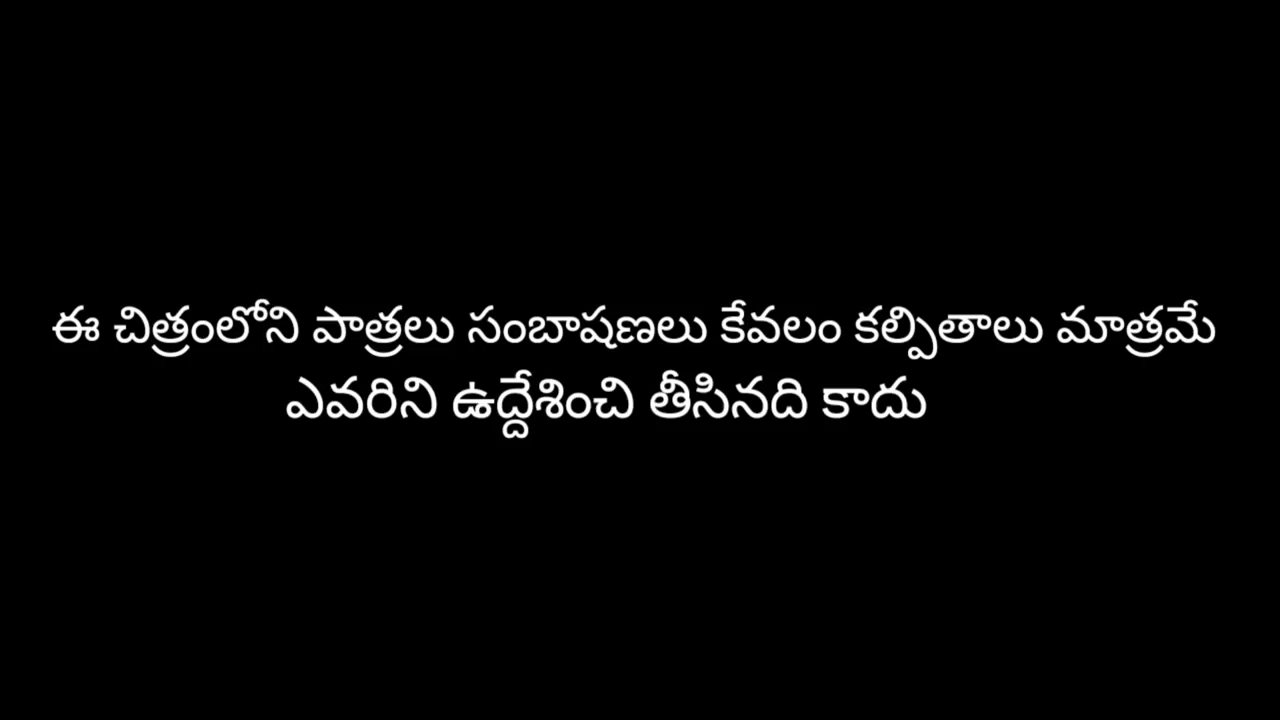 ఈ చిత్రంలోని పాత్రలు సంబాషణలు కేవలం కల్పితాలు మాత్రమే
ఎవరిని ఉద్దేశించి తీసినది కాదు